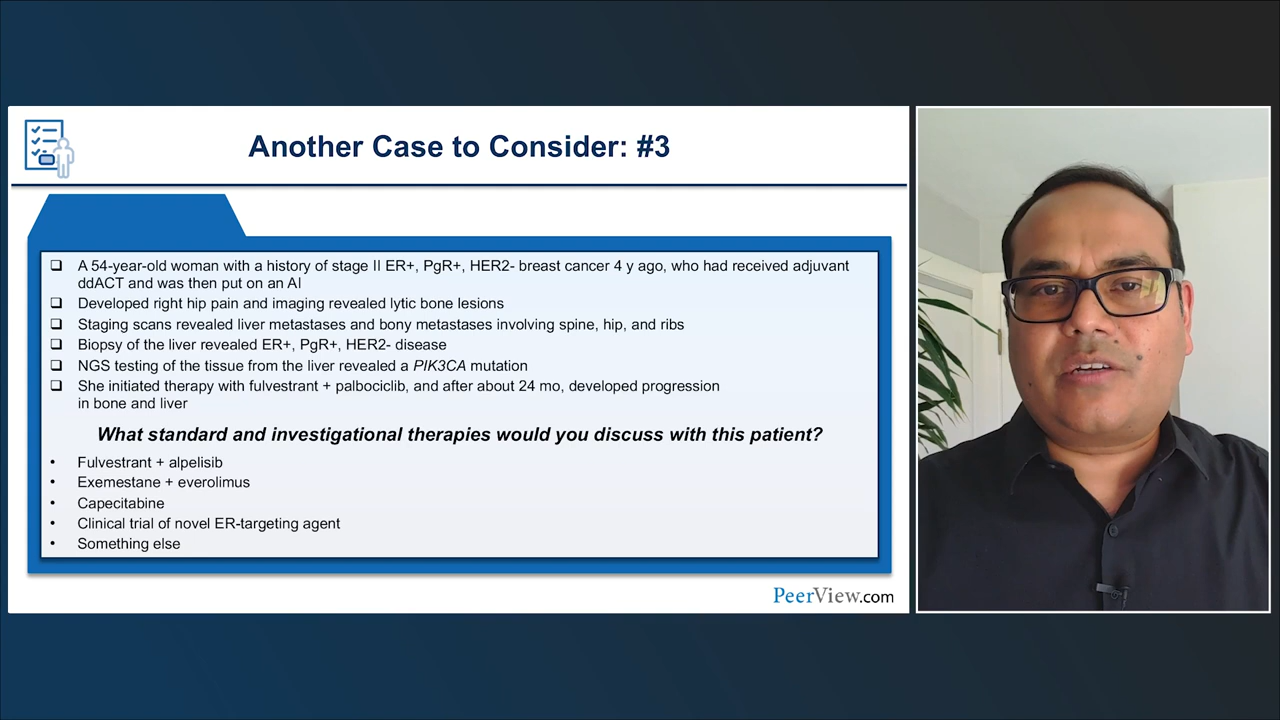 Another Case to Consider: #3
A 54-year-old woman with a history of stage II ER+, PgR+, HER2- breast cancer 4 y ago, who had received adjuvant
ddACT and was then put on an AI
Developed right hip pain and imaging revealed lytic bone lesions
Staging scans revealed liver metastases and bony metastases involving spine, hip, and ribs
Biopsy of the liver revealed ER+, PgR+, HER2- disease
NGS testing of the tissue from the liver revealed a PIK3CA mutation
She initiated therapy with fulvestrant + palbociclib, and after about 24 mo, developed progression
in bone and liver
What standard and investigational therapies would you discuss with this patient?
• Fulvestrant + alpelisib
• Exemestane + everolimus
• Capecitabine
• Clinical trial of novel ER-targeting agent
• Something else
PeerView.com